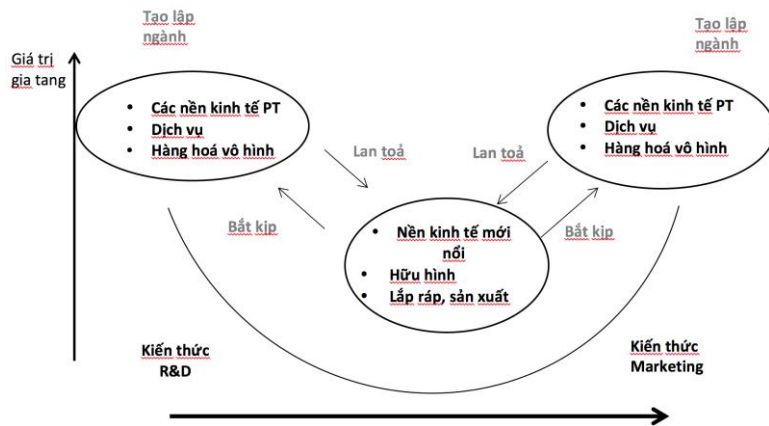 Tạo lập
ngành
Tạo lập
ngành
Giá trị
gia tang
• Các nền kinh tế PT
• Dịch vụ
• Hàng hoá vô hình
• Các nền kinh tế PT
• Dịch vụ
• Hàng hoá vô hình
Lan toả
Lan toả
Bắt kịp
Bắt kịp
• Nền kinh tế mới
nổi
• Hữu hình
• Lắp ráp, sản xuất
Kiến thức
R&D
Kiến thức
Marketing